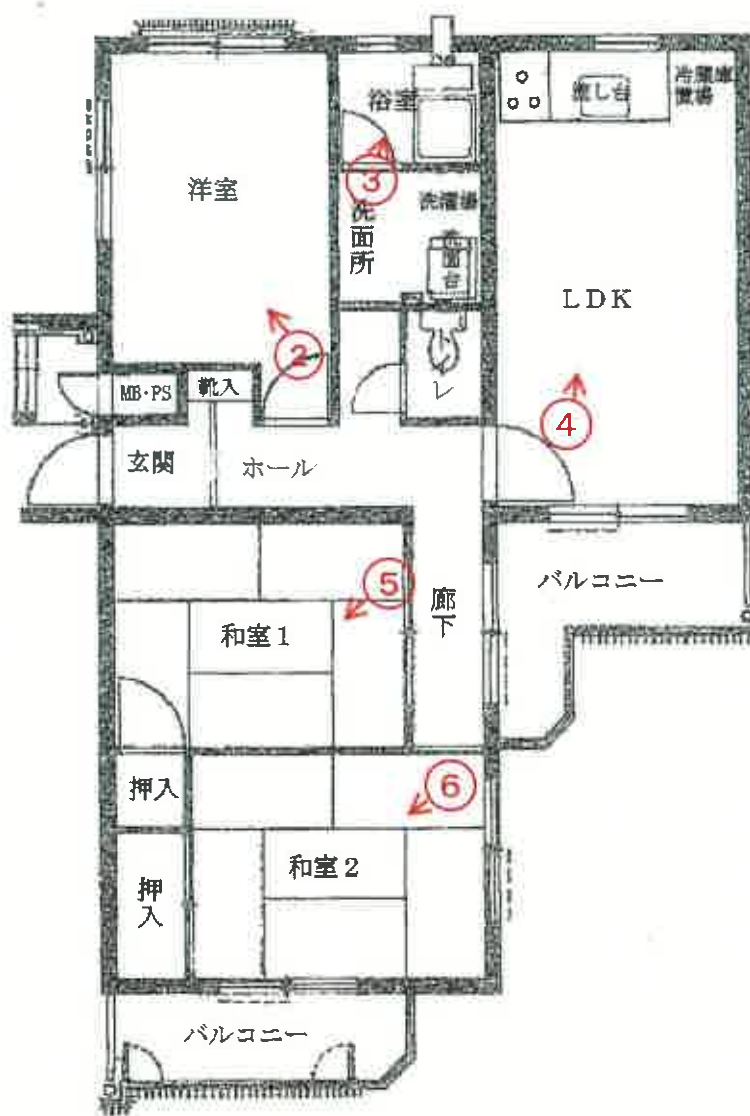 浴室
流し台
冷蔵庫
置場
洋室
③
洗面所
洗濯場
洗面台
LDK
②
トイレ
MB・PS
靴入
④
玄関
ホール
⑤
和室1
廊下
バルコニー
押入
⑥
和室2
押入
バルコニー